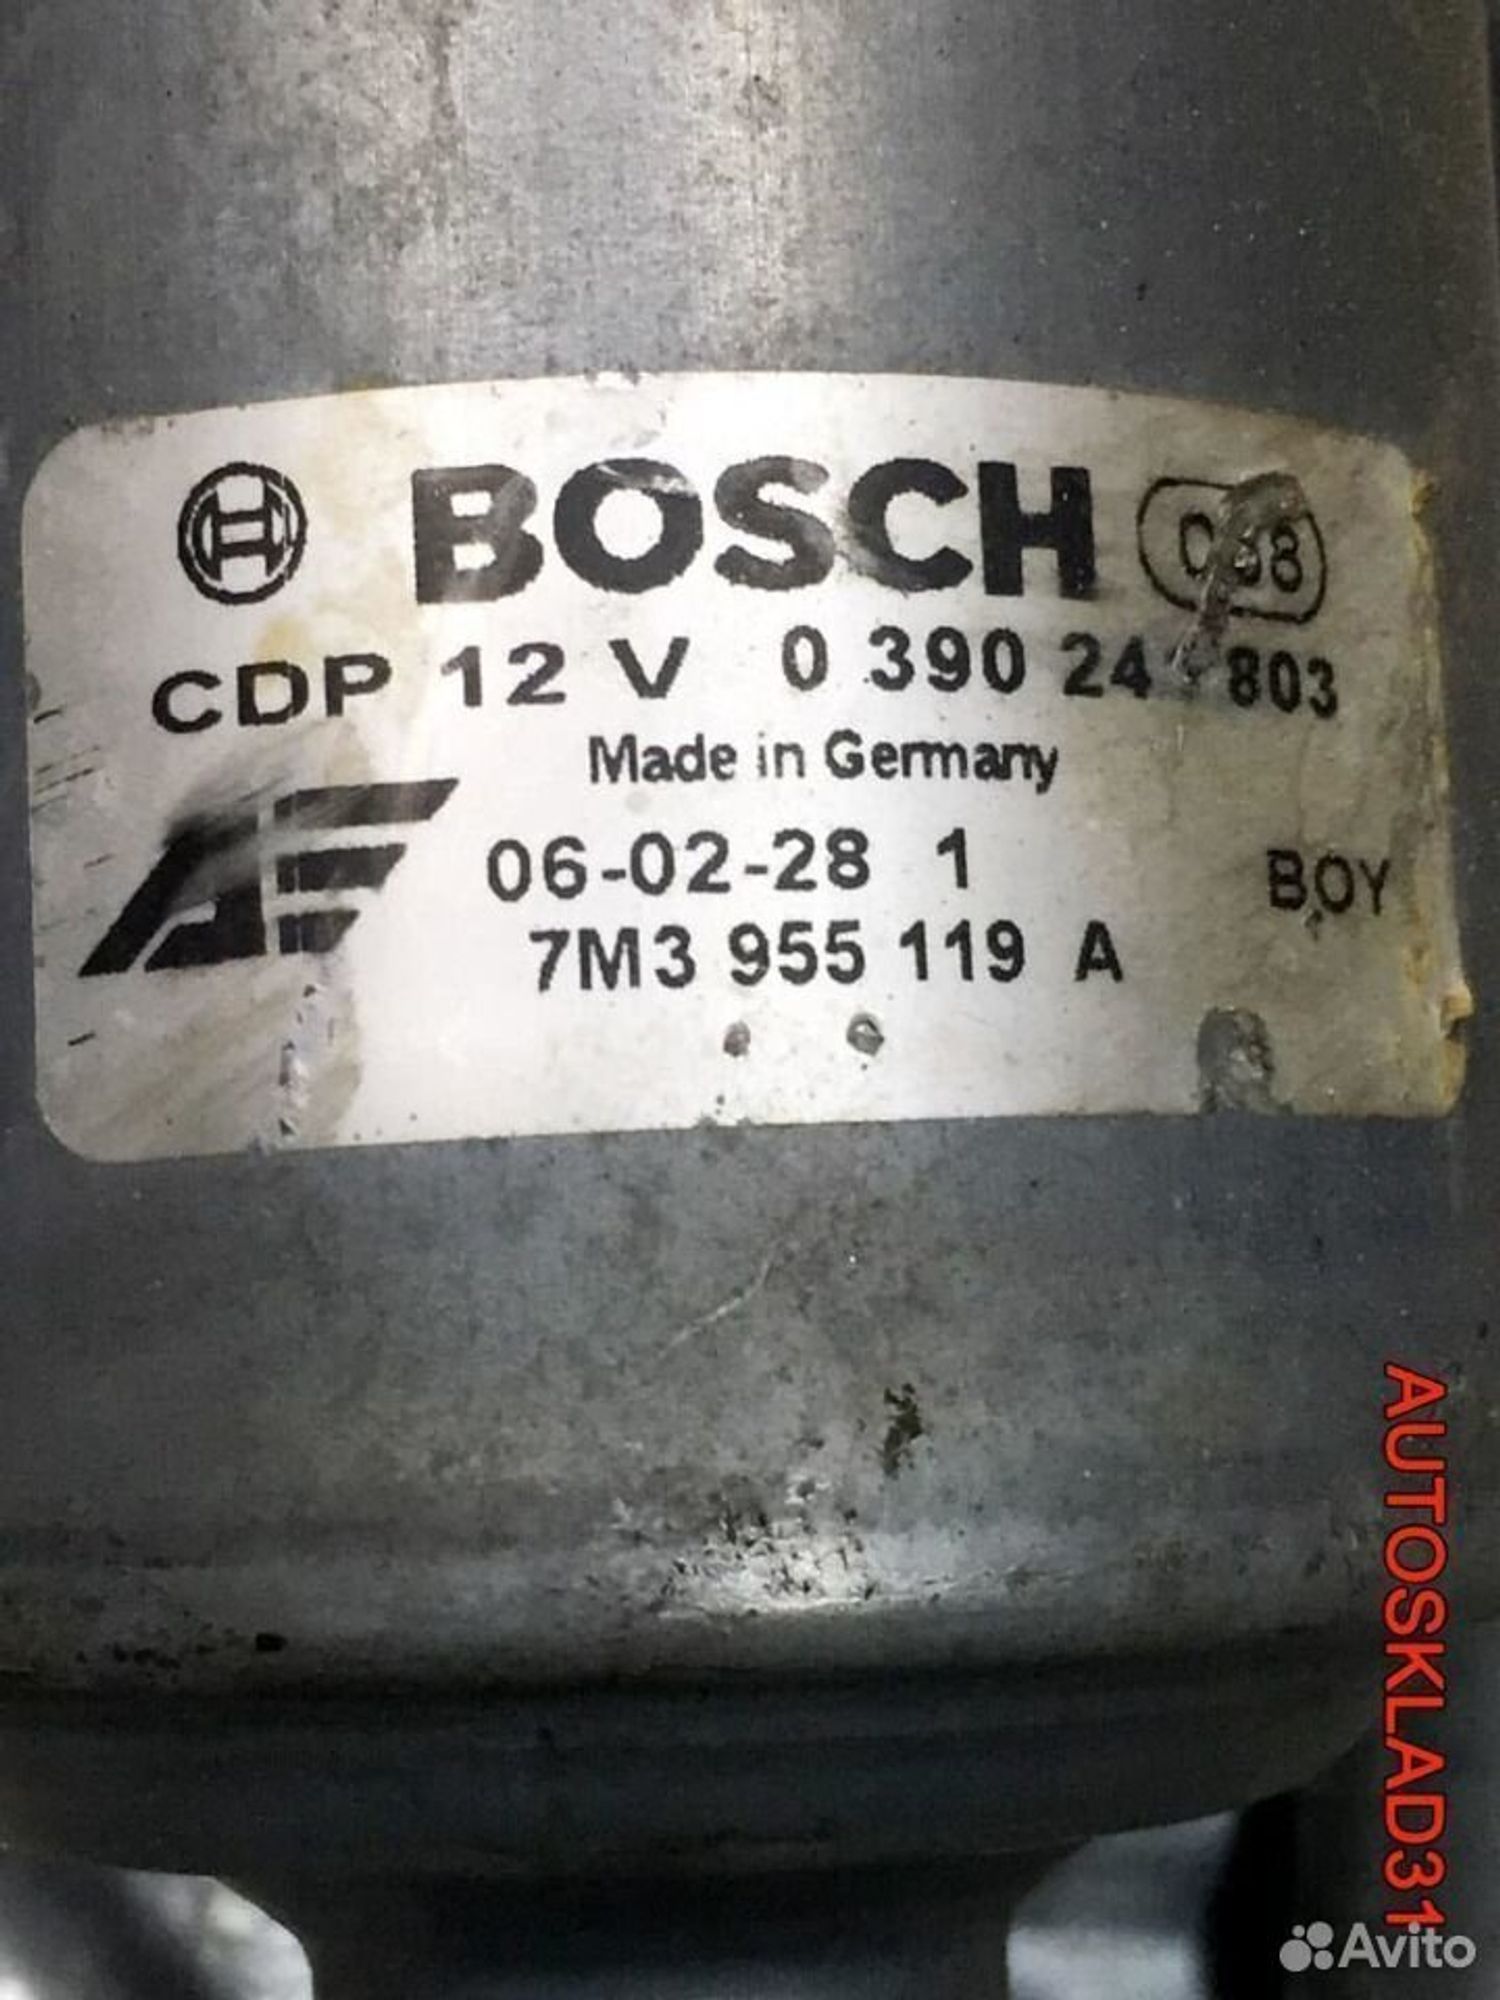 BOSCH
CDP 12 V 0 390 24 803
Made in Germany
06-02-28 1 BOY
7M3 955 119 A
AUTOSKLAD31
Avito